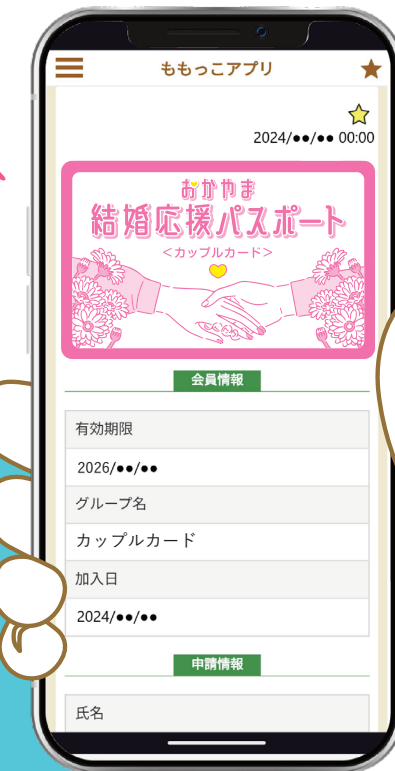 ももっこアプリ
2024/●●/●● 00:00
おかやま
結婚応援パスポート
<カップルカード>
会員情報
有効期限
2026/●●/●●
グループ名
カップルカード
加入日
2024/●●/●●
申請情報
氏名